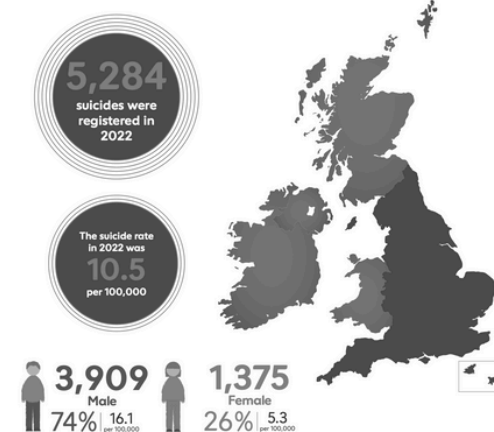 5,284
suicides were
registered in
2022
The suicide rate
in 2022 was
10.5
per 100,000
3,909
Male
74% 16.1
per 100,000
1,375
Female
26% 5.3
per 100,000